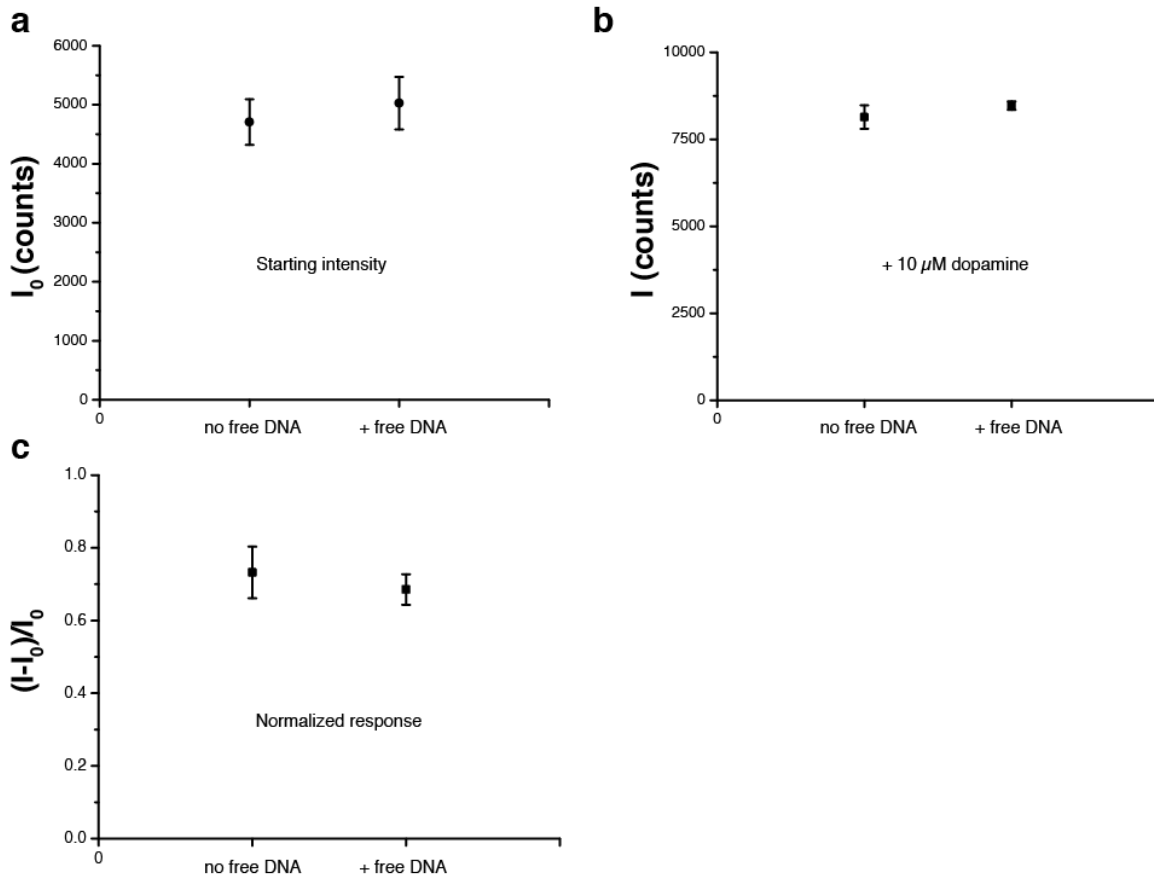 a
6000
5000
4000
3000
2000
1000
0
I0 (counts)
Starting intensity
0
no free DNA
+ free DNA
b
10000
7500
5000
2500
0
I (counts)
+ 10 µM dopamine
0
no free DNA
+ free DNA
c
1.0
0.8
0.6
0.4
0.2
0.0
(I-I0)/I0
Normalized response
0
no free DNA
+ free DNA